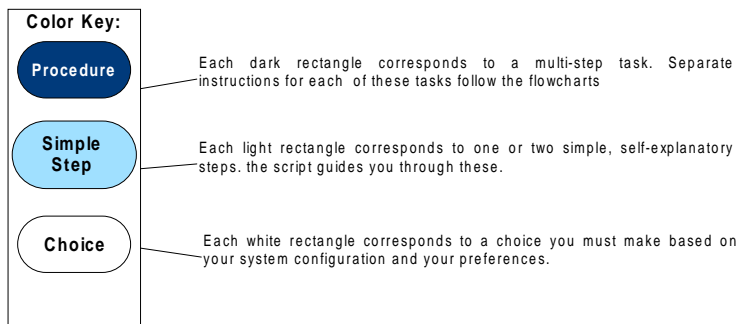 Color Key:
Procedure
Each dark rectangle corresponds to a multi-step task. Separate
instructions for each of these tasks follow the flowcharts
Simple
Step
Each light rectangle corresponds to one or two simple, self-explanatory
steps. the script guides you through these.
Choice
Each white rectangle corresponds to a choice you must make based on
your system configuration and your preferences.